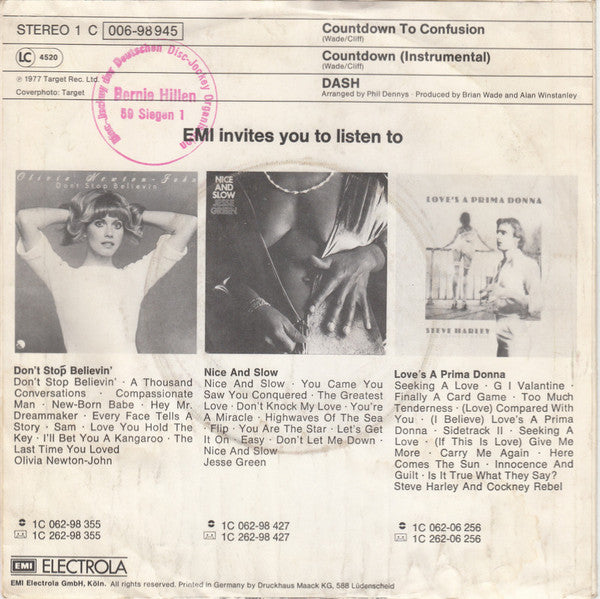 STEREO 1 C 006-98945
LC 4520
℗ 1977 Target Rec. Ltd.
Coverphoto: Target
Countdown To Confusion
(Wade/Cliff)
Countdown (Instrumental)
(Wade/Cliff)
DASH
Arranged by Phil Dennys · Produced by Brian Wade and Alan Winstanley
Disc-Jockey der Deutschen Disc-Jockey Organisation
Bernie Hillen
59 Siegen 1
EMI invites you to listen to
Olivia Newton-John
Don't Stop Believin'
NICE
AND
SLOW
JESSE
GREEN
LOVE'S A PRIMA DONNA
STEVE HARLEY
Don't Stop Believin'
Don't Stop Believin' · A Thousand
Conversations · Compassionate
Man · New-Born Babe · Hey Mr.
Dreammaker · Every Face Tells A
Story · Sam · Love You Hold The
Key · I'll Bet You A Kangaroo · The
Last Time You Loved
Olivia Newton-John
1C 062-98 355
1C 262-98 355
Nice And Slow
Nice And Slow · You Came You
Saw You Conquered · The Greatest
Love · Don't Knock My Love · You're
A Miracle · Highwaves Of The Sea
· Flip · You Are The Star · Let's Get
It On · Easy · Don't Let Me Down ·
Nice And Slow
Jesse Green
1C 062-98 427
1C 262-98 427
Love's A Prima Donna
Seeking A Love · G I Valantine ·
Finally A Card Game · Too Much
Tenderness · (Love) Compared With
You · (I Believe) Love's A Prima
Donna · Sidetrack II · Seeking A
Love · (If This Is Love) Give Me
More · Carry Me Again · Here
Comes The Sun · Innocence And
Guilt · Is It True What They Say?
Steve Harley And Cockney Rebel
1C 062-06 256
1C 262-06 256
EMI ELECTROLA
EMI Electrola GmbH, Köln. All rights reserved. Printed in Germany by Druckhaus Maack KG, 588 Lüdenscheid